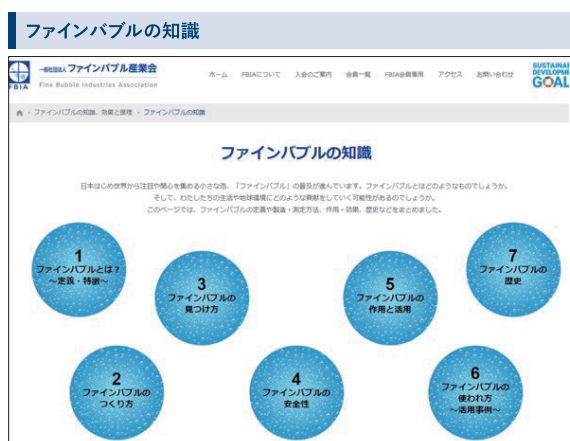 ファインバブルの知識
一般社団法人 ファインバブル産業会
Fine Bubble Industries Association
FBIA
ホーム FBIAについて 入会のご案内 会員一覧 FBIA会員専用 アクセス お問い合わせ
SUSTAINAB
DEVELOPME
GOAL
ファインバブルの知識、効果と原理 ファインバブルの知識
ファインバブルの知識
日本はじめ世界から注目や関心を集める小さな泡、「ファインバブル」の普及が進んでいます。ファインバブルとはどのようなものでしょうか。
そして、わたしたちの生活や地球環境にどのような貢献をしていく可能性があるのでしょうか。
このページでは、ファインバブルの定義や製造・測定方法、作用・効果、歴史などをまとめました。
1
ファインバブルとは?
～定義・特徴～
2
ファインバブルの
つくり方
3
ファインバブルの
見つけ方
4
ファインバブルの
安全性
5
ファインバブルの
作用と活用
6
ファインバブルの
使われ方
～活用事例～
7
ファインバブルの
歴史